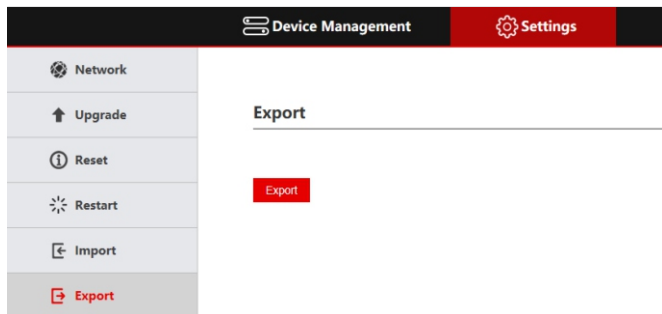 Device Management
Settings
Network
Upgrade
Reset
Restart
Import
Export
Export
Export